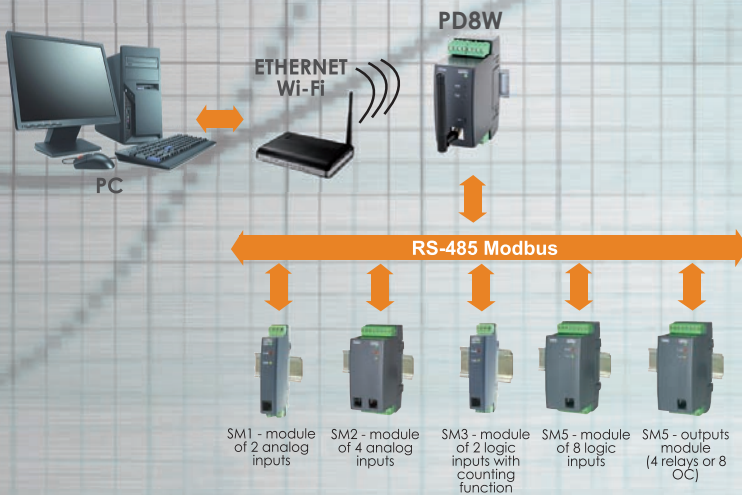 PD8W
ETHERNET
Wi-Fi
PC
RS-485 Modbus
SM1 - module
of 2 analog
inputs
SM2 - module
of 4 analog
inputs
SM3 - module
of 2 logic
inputs with
counting
function
SM5 - module
of 8 logic
inputs
SM5 - outputs
module
(4 relays or 8
OC)